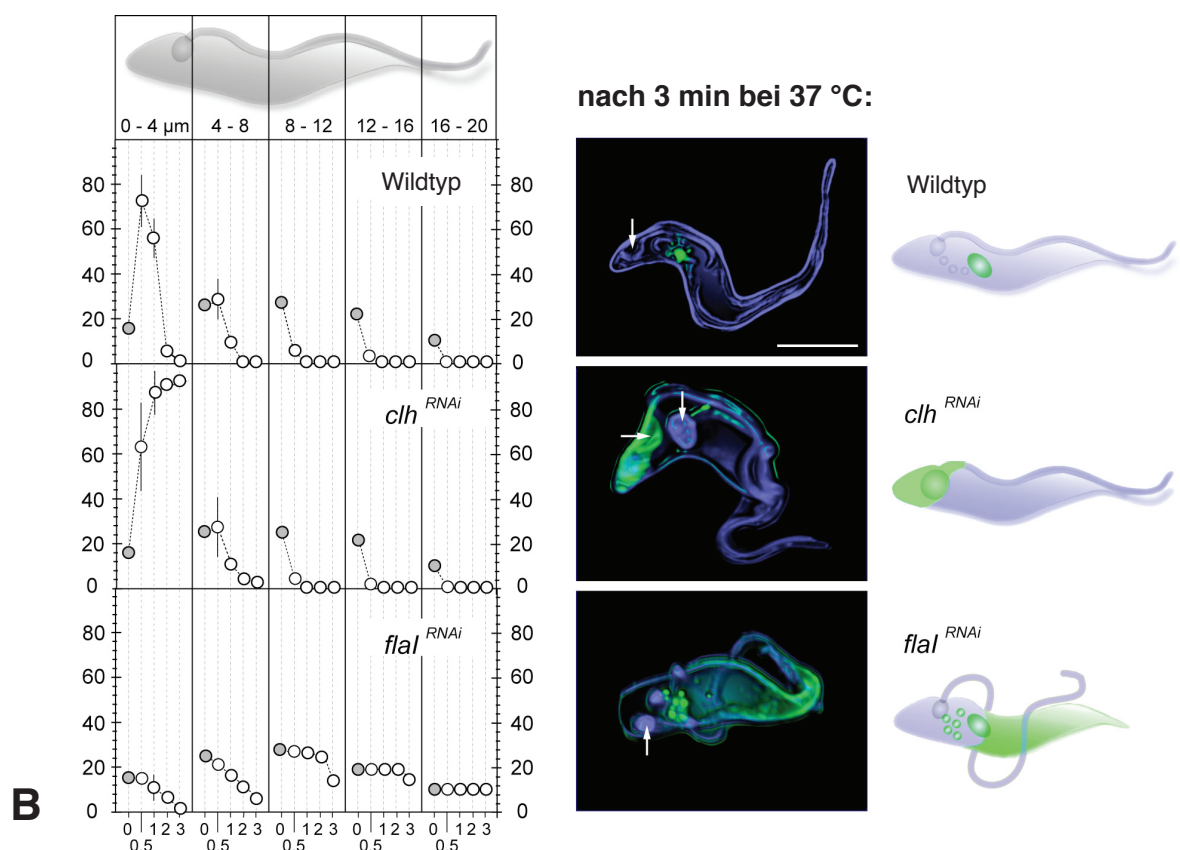 0 - 4 µm 4 - 8 8 - 12 12 - 16 16 - 20
nach 3 min bei 37 °C:
Wildtyp
80 80
60 60
40 40
20 20
0 0
clh RNAi
80 80
60 60
40 40
20 20
0 0
flaI RNAi
80 80
60 60
40 40
20 20
0 0
0 1 2 3 0 1 2 3 0 1 2 3 0 1 2 3 0 1 2 3
0.5 0.5 0.5 0.5 0.5
B
Wildtyp
clh RNAi
flaI RNAi